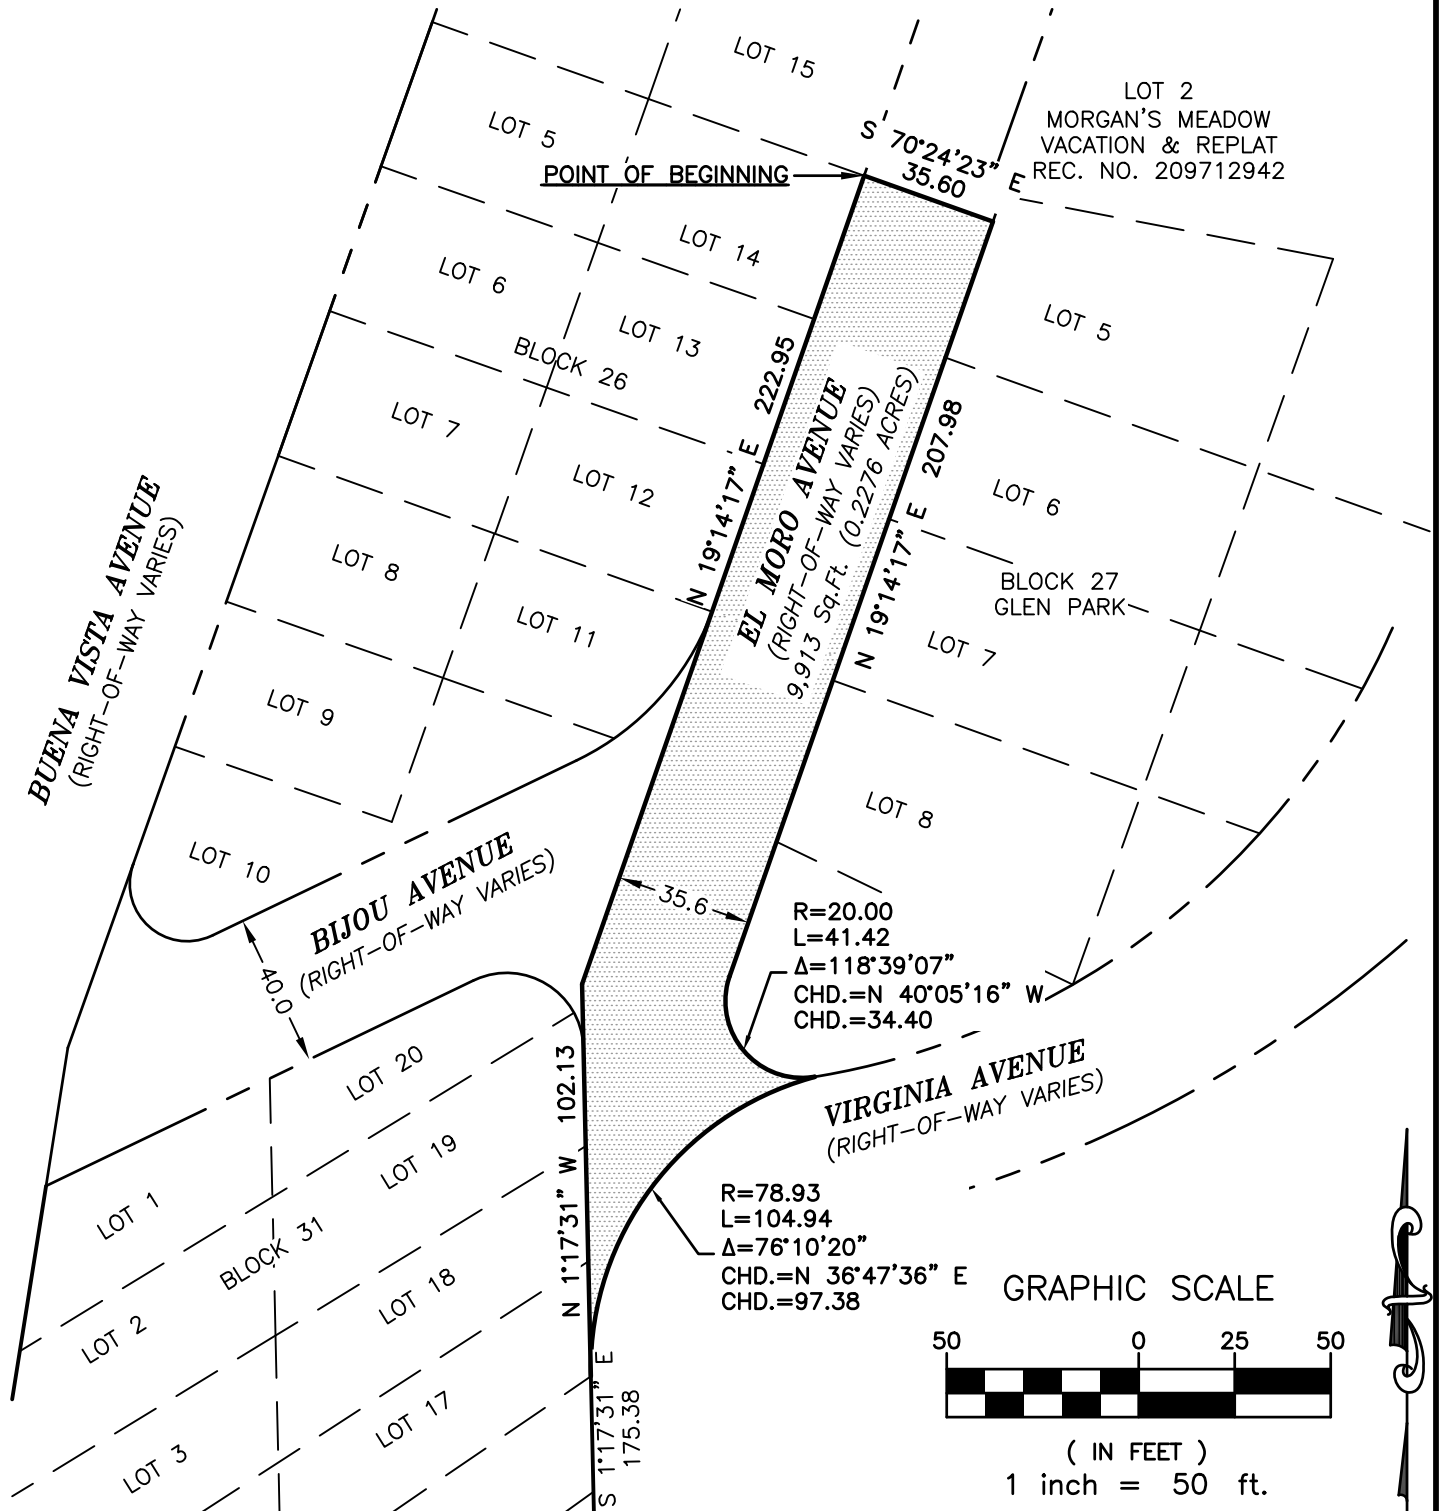 LOT 15
LOT 2
MORGAN'S MEADOW
VACATION & REPLAT
REC. NO. 209712942
S 70°24'23" E
35.60
LOT 5
POINT OF BEGINNING
LOT 14
LOT 6
LOT 13
BLOCK 26
LOT 5
LOT 7
LOT 12
N 19°14'17" E 222.95
EL MORO AVENUE
(RIGHT-OF-WAY VARIES)
9,913 Sq.Ft. (0.2276 ACRES)
N 19°14'17" E 207.98
LOT 6
BLOCK 27
GLEN PARK
LOT 8
LOT 11
LOT 7
BUENA VISTA AVENUE
(RIGHT-OF-WAY VARIES)
LOT 9
LOT 8
LOT 10
BIJOU AVENUE
(RIGHT-OF-WAY VARIES)
40.0
35.6
R=20.00
L=41.42
Δ=118°39'07"
CHD.=N 40°05'16" W
CHD.=34.40
LOT 20
N 1°17'31" W 102.13
VIRGINIA AVENUE
(RIGHT-OF-WAY VARIES)
LOT 1
LOT 19
BLOCK 31
R=78.93
L=104.94
Δ=76°10'20"
CHD.=N 36°47'36" E
CHD.=97.38
LOT 2
LOT 18
LOT 3
LOT 17
S 1°17'31" E
175.38
GRAPHIC SCALE
50 0 25 50
( IN FEET )
1 inch = 50 ft.